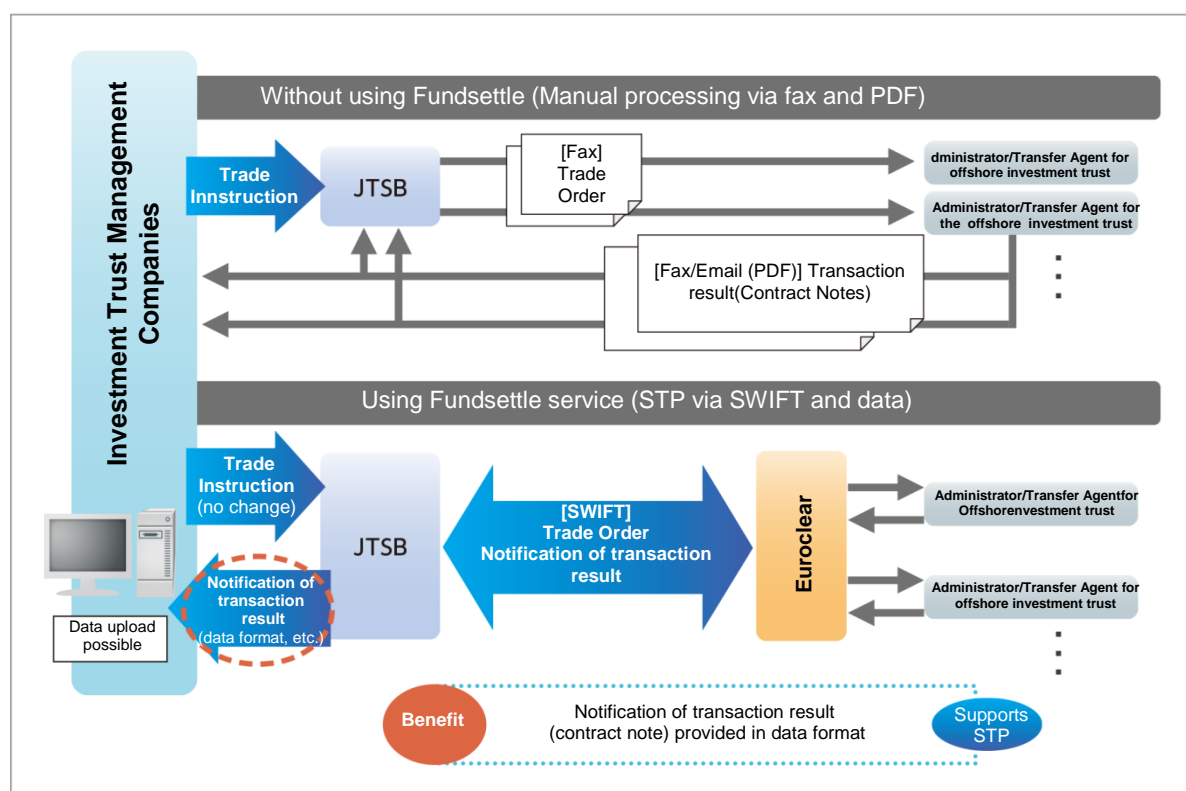 Investment Trust Management
Companies
Without using Fundsettle (Manual processing via fax and PDF)
Trade
Innstruction
JTSB
[Fax]
Trade
Order
dministrator/Transfer Agent for
offshore investment trust
Administrator/Transfer Agent for
the offshore investment trust
[Fax/Email (PDF)] Transaction
result(Contract Notes)
Using Fundsettle service (STP via SWIFT and data)
Trade
Instruction
(no change)
JTSB
[SWIFT]
Trade Order
Notification of transaction
result
Euroclear
Administrator/Transfer Agentfor
Offshorenvestment trust
Administrator/Transfer Agent for
offshore investment trust
Notification of
transaction
result
(data format, etc.)
Data upload
possible
Benefit
Notification of transaction result
(contract note) provided in data format
Supports
STP